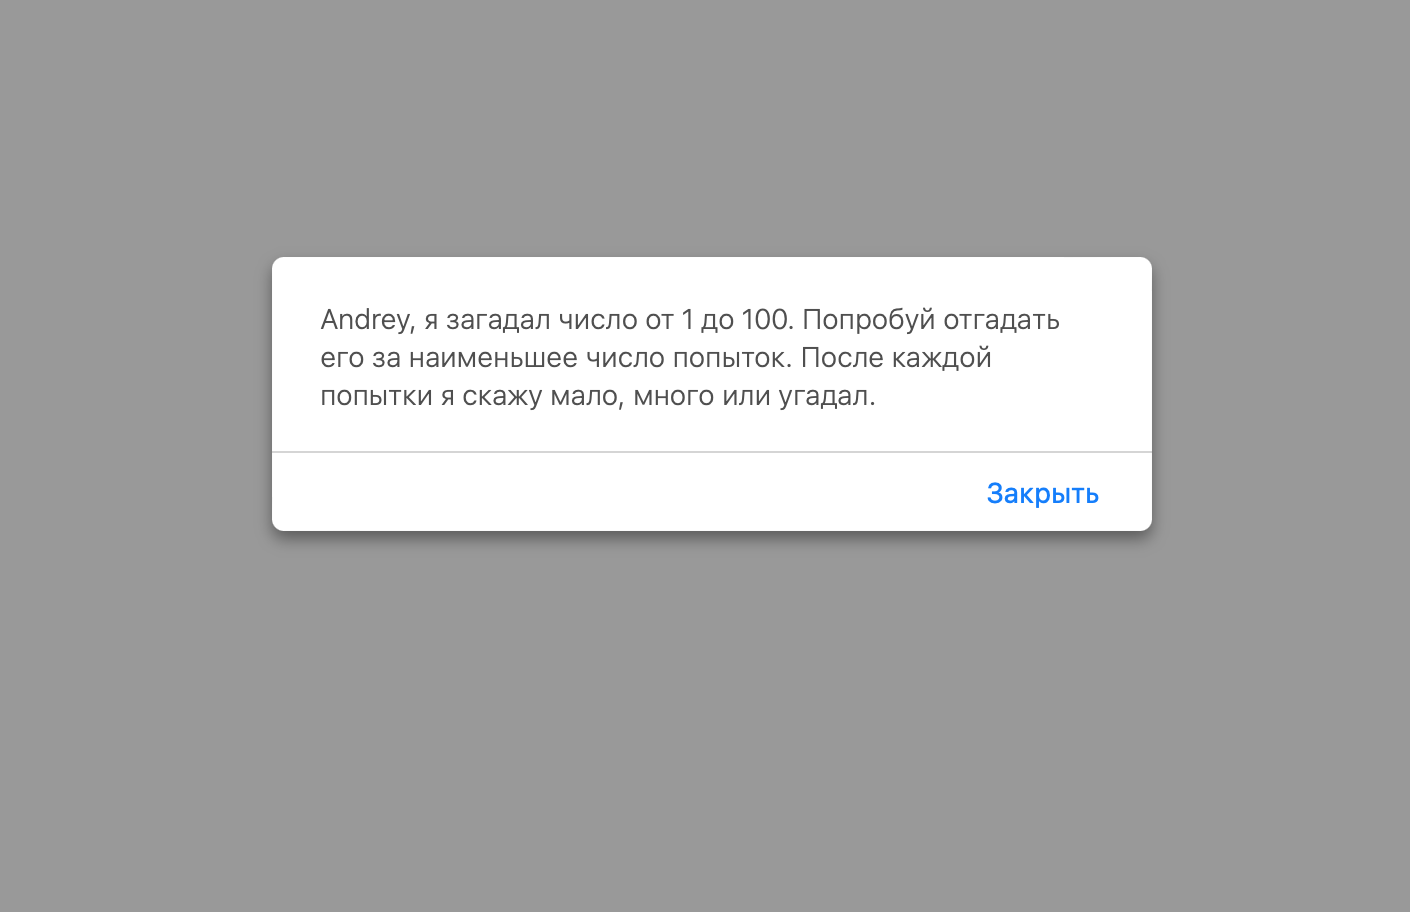 Andrey, я загадал число от 1 до 100. Попробуй отгадать
его за наименьшее число попыток. После каждой
попытки я скажу мало, много или угадал.
Закрыть